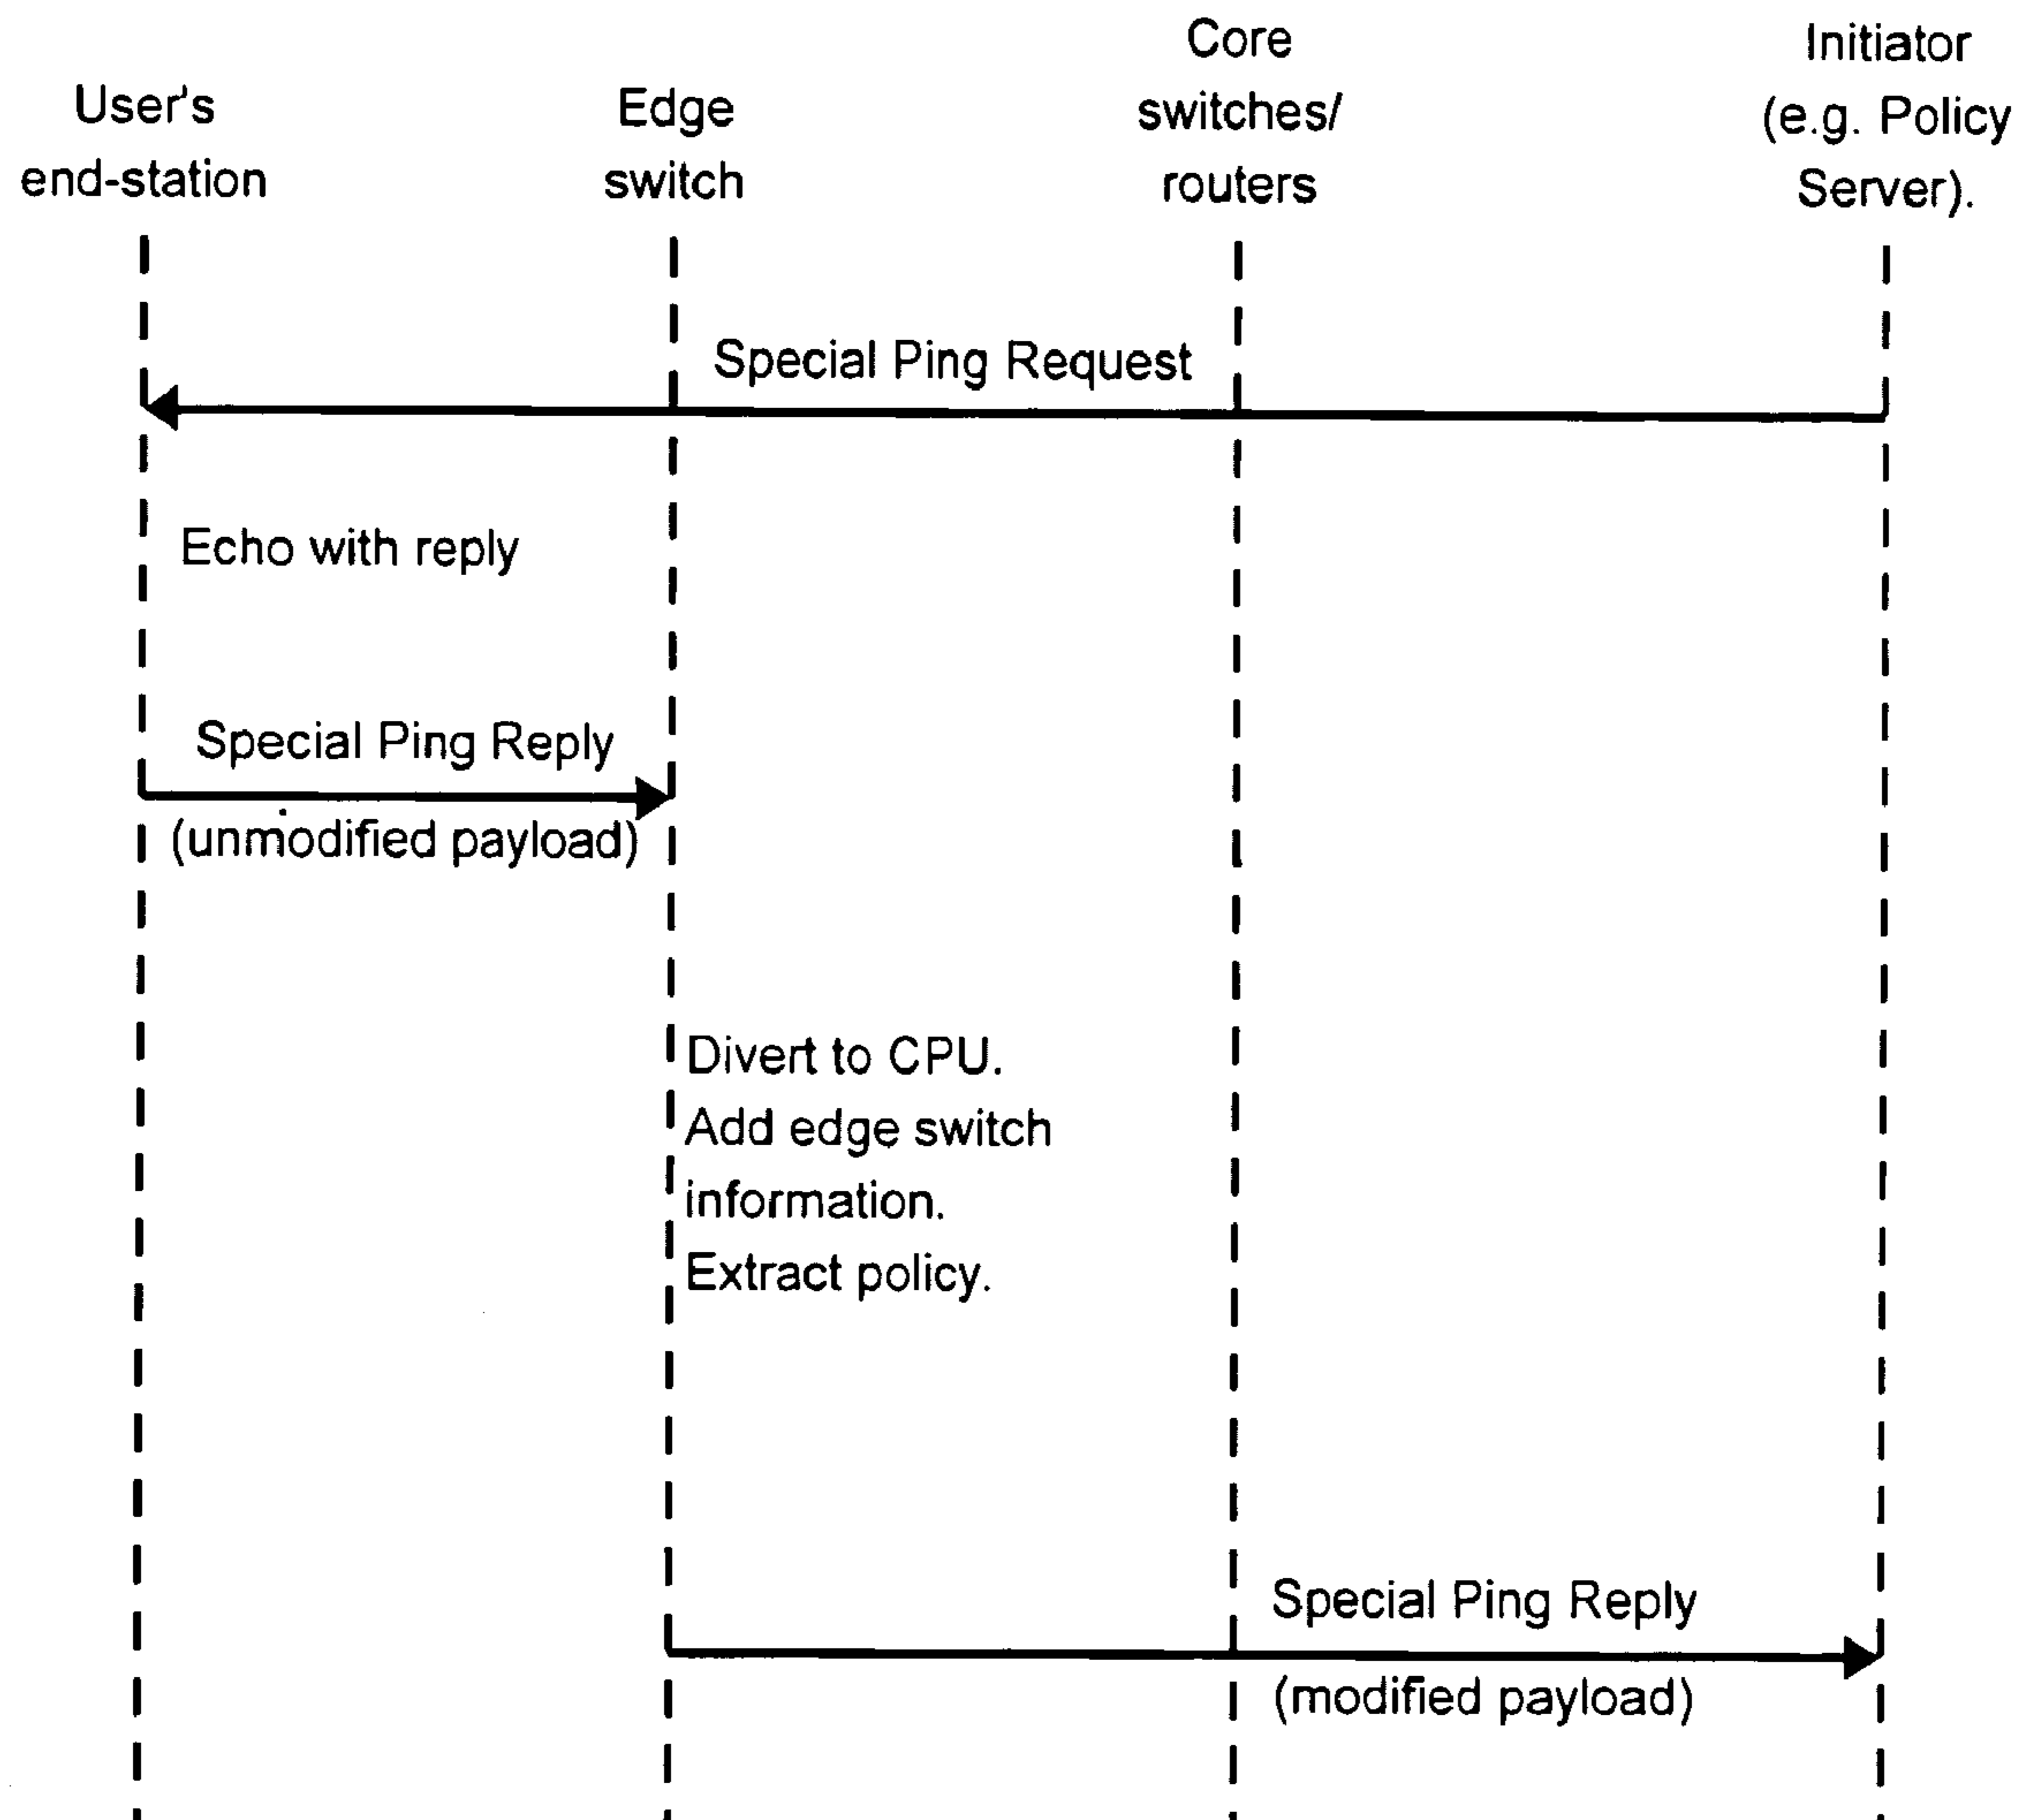 User's
end-station
Edge
switch
Core
switches/
routers
Initiator
(e.g. Policy
Server).
Special Ping Request
Echo with reply
Special Ping Reply
(unmodified payload)
Divert to CPU.
Add edge switch
information.
Extract policy.
Special Ping Reply
(modified payload)